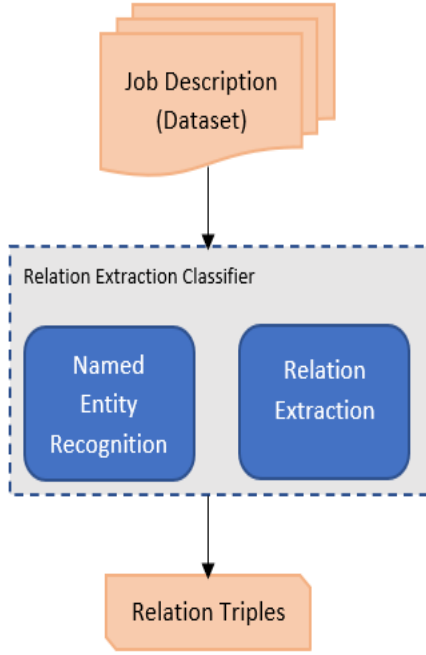 Job Description
(Dataset)
Relation Extraction Classifier
Named
Entity
Recognition
Relation
Extraction
Relation Triples